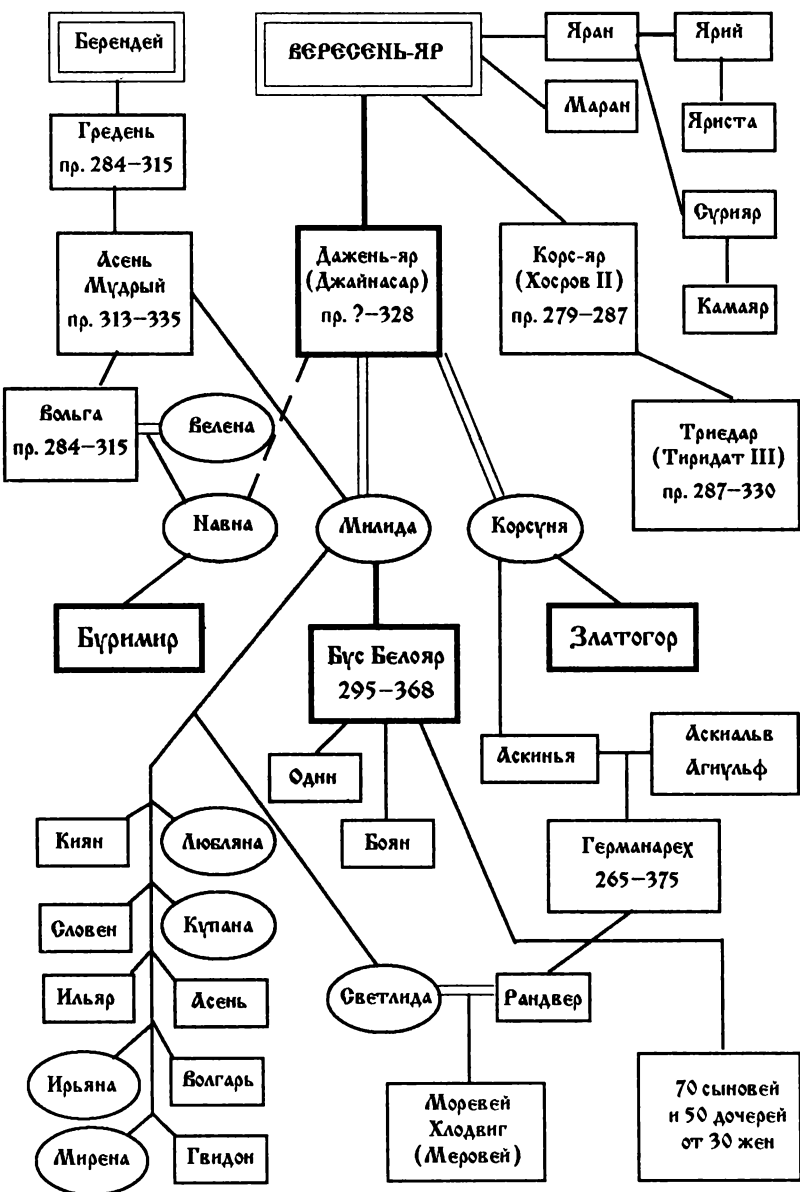 Берендей
ВЕРЕСЕНЬ-ЯР
Яран
Ярий
Маран
Яриста
Гредень
пр. 284–315
Сурияр
Камаяр
Асень
Мудрый
пр. 313–335
Дажень-яр
(Джайнасар)
пр. ?–328
Корс-яр
(Хосров II)
пр. 279–287
Вольга
пр. 284–315
Велена
Триедар
(Тиридат III)
пр. 287–330
Навна
Милида
Корсуня
Буримир
Бус Белояр
295–368
Златогор
Один
Боян
Аскинья
Аскиальв
Агиульф
Киян
Любляна
Германарех
265–375
Словен
Купана
Ильяр
Асень
Светлида
Рандвер
Ирьяна
Волгарь
Мирена
Гвидон
Моревей
Хлодвиг
(Меровей)
70 сыновей
и 50 дочерей
от 30 жен